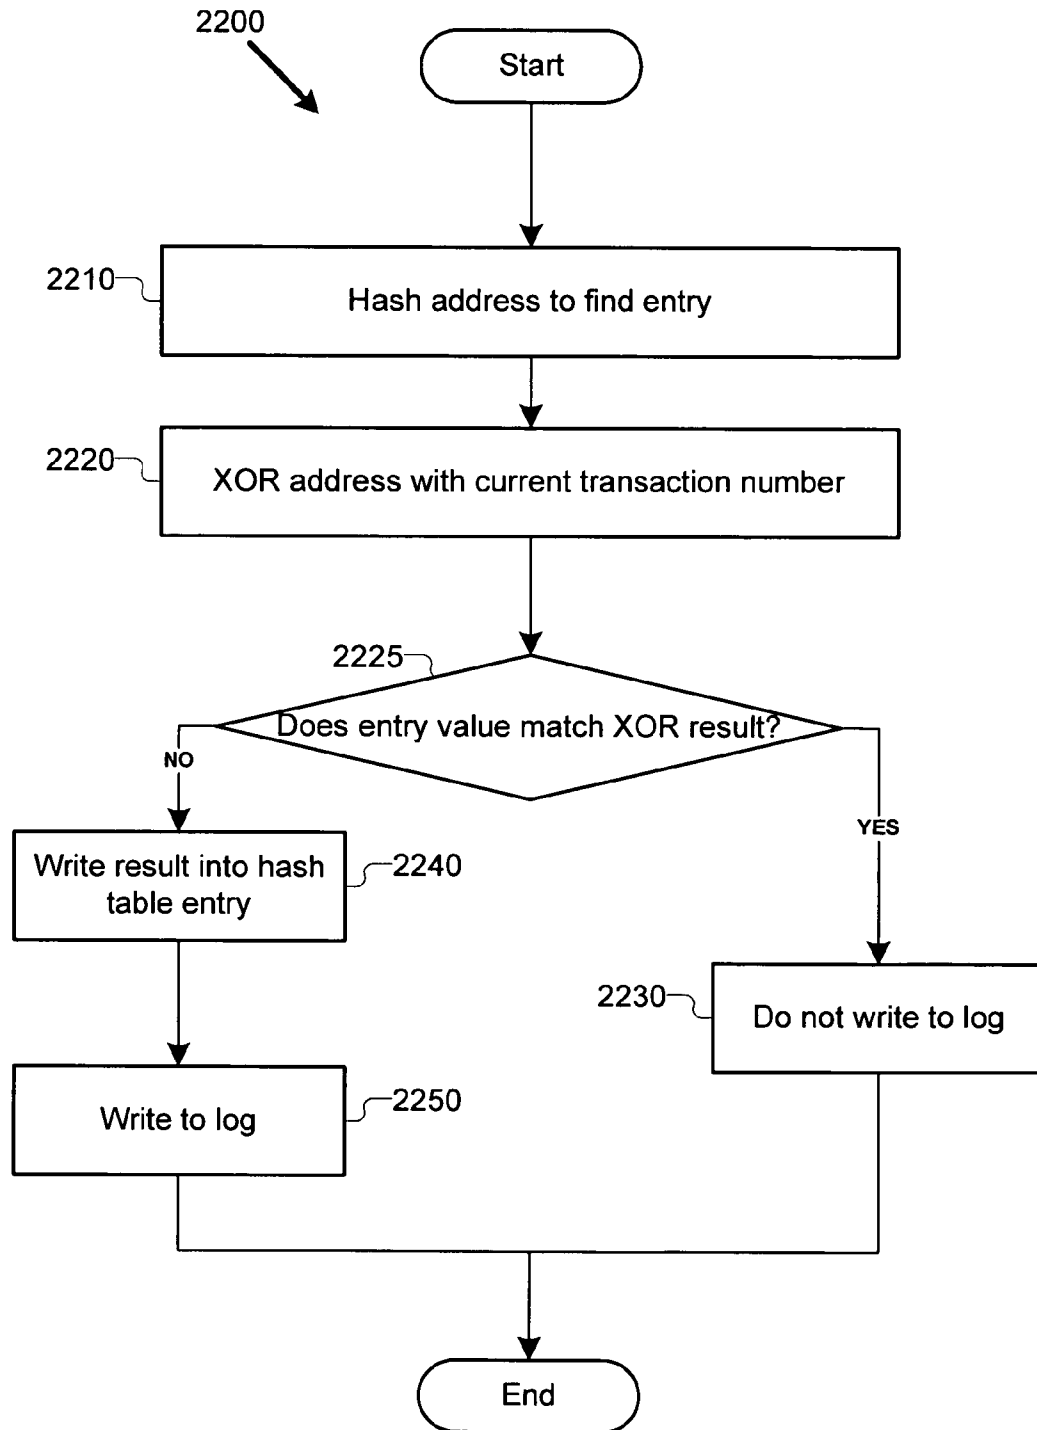 2200
Start
2210
Hash address to find entry
2220
XOR address with current transaction number
2225
Does entry value match XOR result?
NO
YES
Write result into hash
table entry
2240
2230
Do not write to log
Write to log
2250
End